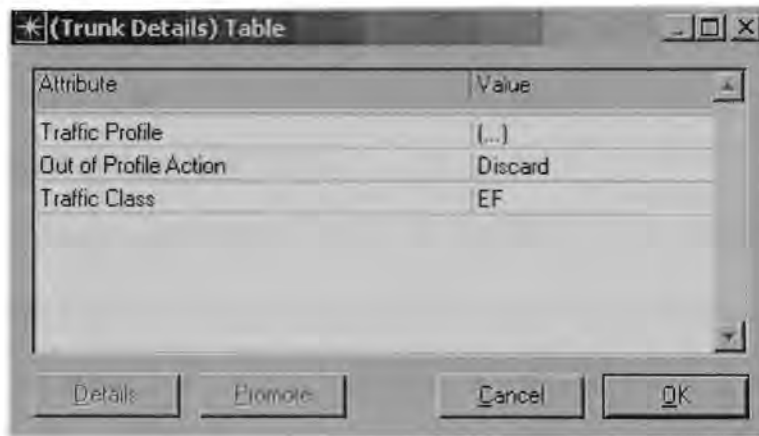 (Trunk Details) Table
Attribute Value
Traffic Profile (...)
Out of Profile Action Discard
Traffic Class EF
Details Promote Cancel OK